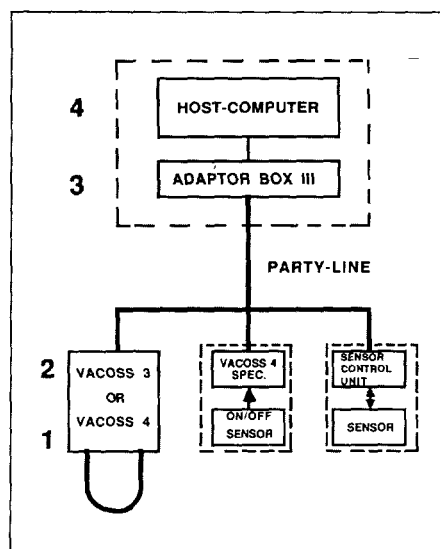 4
HOST-COMPUTER
3
ADAPTOR BOX III
PARTY-LINE
2
VACOSS 3
OR
VACOSS 4
1
VACOSS 4
SPEC.
ON/OFF
SENSOR
SENSOR
CONTROL
UNIT
SENSOR